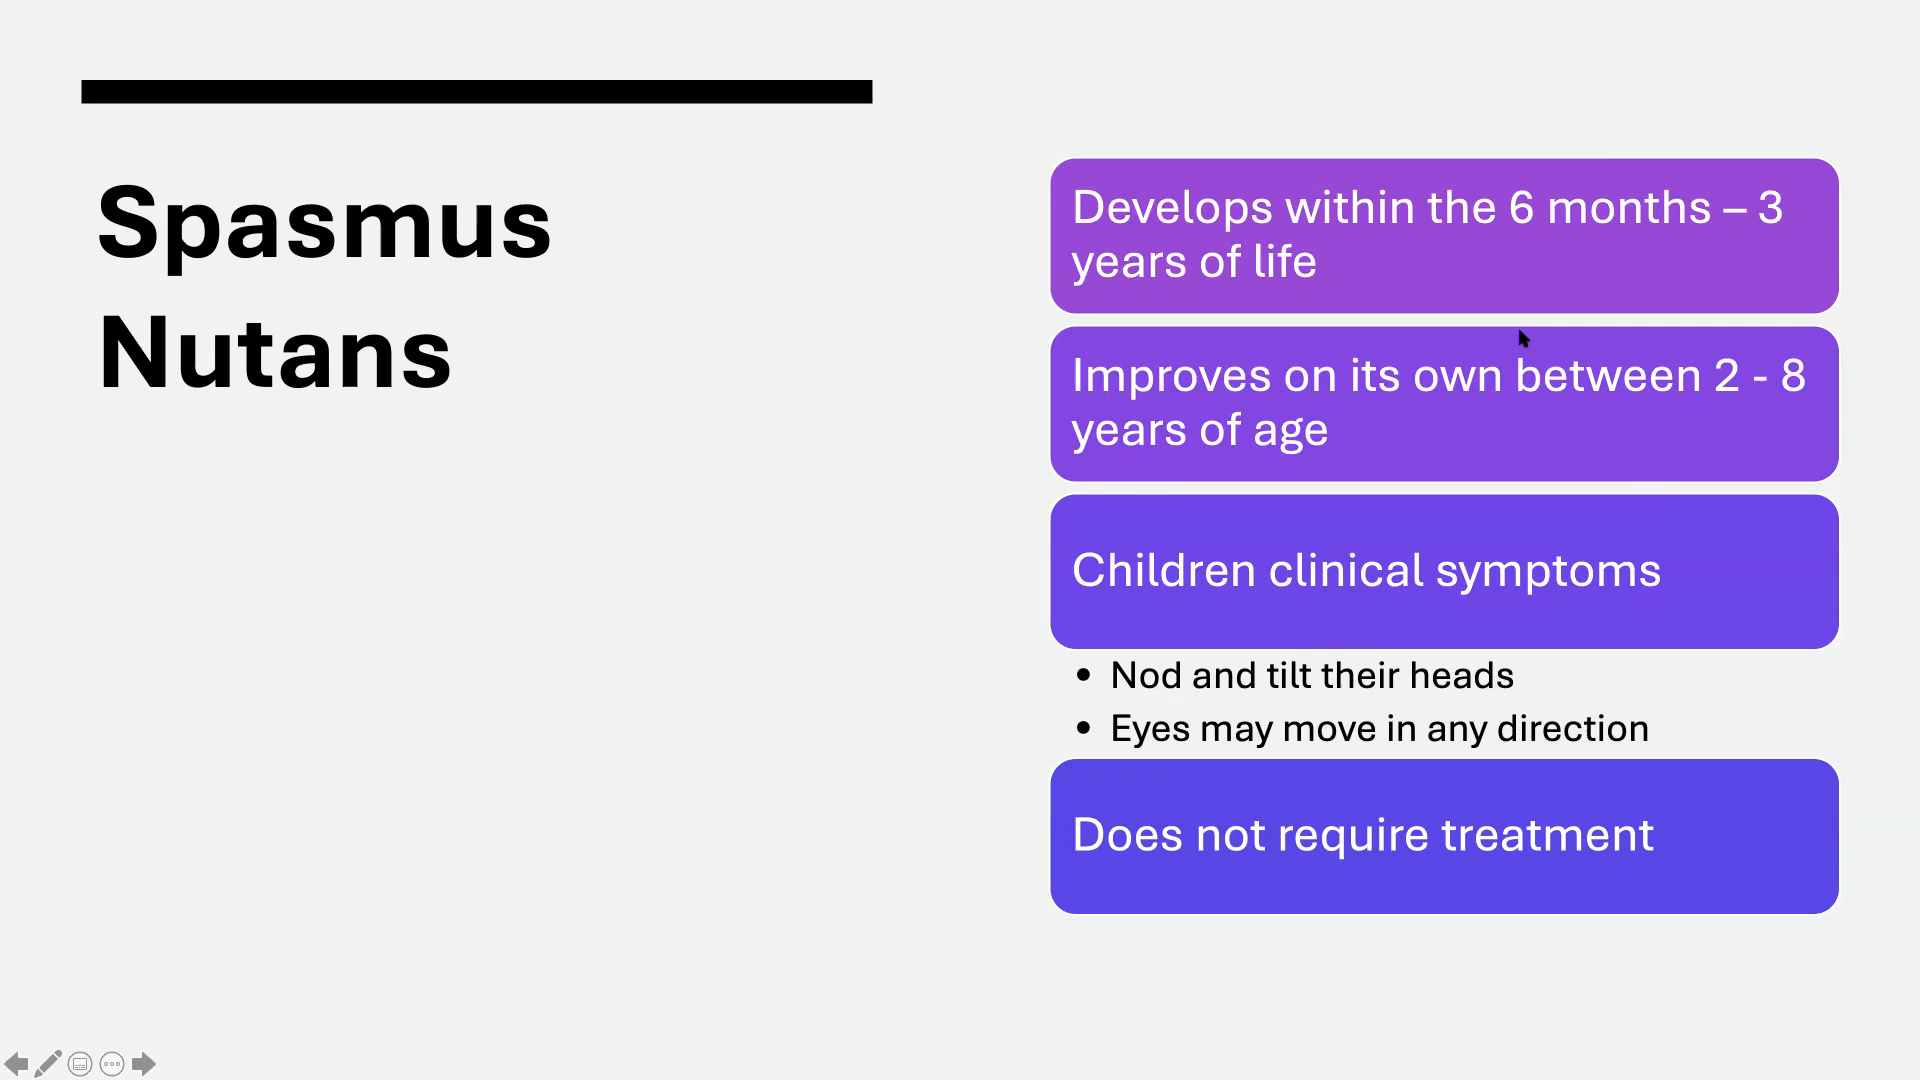 Spasmus
Nutans
Develops within the 6 months – 3
years of life
Improves on its own between 2 - 8
years of age
Children clinical symptoms
• Nod and tilt their heads
• Eyes may move in any direction
Does not require treatment